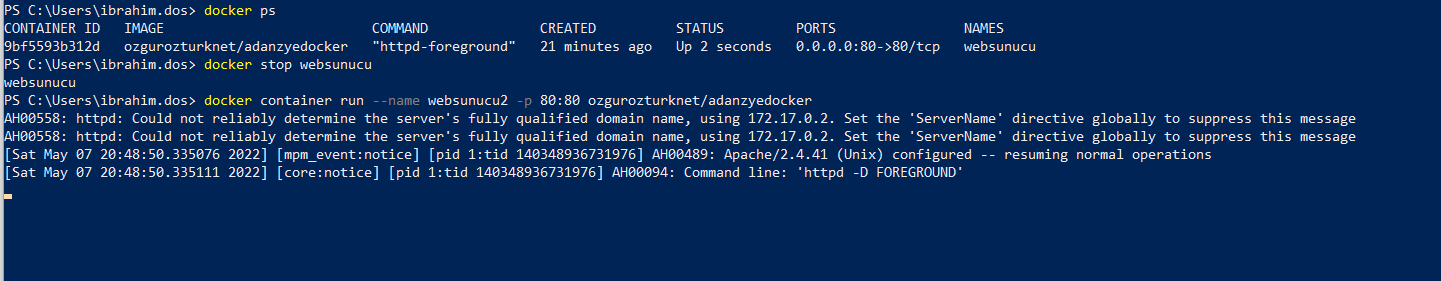 PS C:\Users\ibrahim.dos> docker ps
CONTAINER ID   IMAGE                         COMMAND              CREATED          STATUS         PORTS                NAMES
9bf5593b312d   ozgurozturknet/adanzyedocker   "httpd-foreground"   21 minutes ago   Up 2 seconds   0.0.0.0:80->80/tcp   websunucu
PS C:\Users\ibrahim.dos> docker stop websunucu
websunucu
PS C:\Users\ibrahim.dos> docker container run --name websunucu2 -p 80:80 ozgurozturknet/adanzyedocker
AH00558: httpd: Could not reliably determine the server's fully qualified domain name, using 172.17.0.2. Set the 'ServerName' directive globally to suppress this message
AH00558: httpd: Could not reliably determine the server's fully qualified domain name, using 172.17.0.2. Set the 'ServerName' directive globally to suppress this message
[Sat May 07 20:48:50.335076 2022] [mpm_event:notice] [pid 1:tid 140348936731976] AH00489: Apache/2.4.41 (Unix) configured -- resuming normal operations
[Sat May 07 20:48:50.335111 2022] [core:notice] [pid 1:tid 140348936731976] AH00094: Command line: 'httpd -D FOREGROUND'